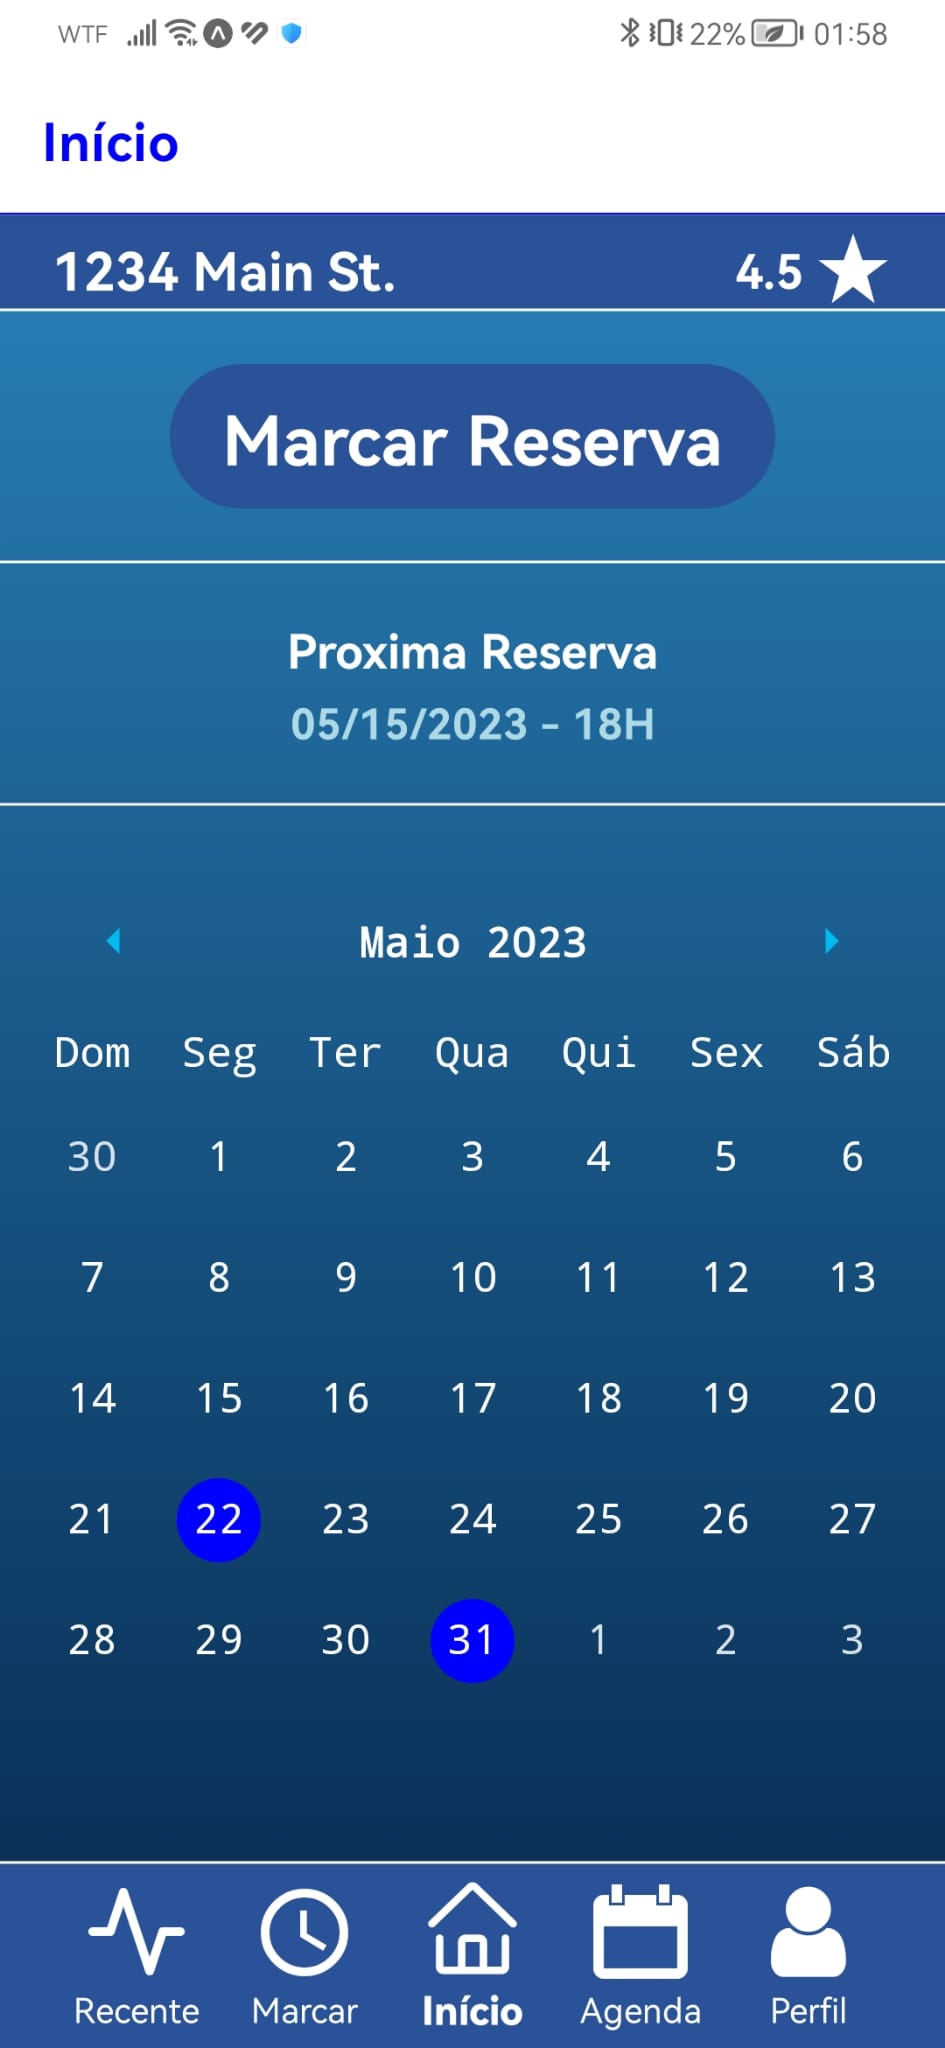 WTF 22% 01:58
Início
1234 Main St. 4.5
Marcar Reserva
Proxima Reserva
05/15/2023 - 18H
Maio 2023
Dom Seg Ter Qua Qui Sex Sáb
30 1 2 3 4 5 6
7 8 9 10 11 12 13
14 15 16 17 18 19 20
21 22 23 24 25 26 27
28 29 30 31 1 2 3
Recente Marcar Início Agenda Perfil